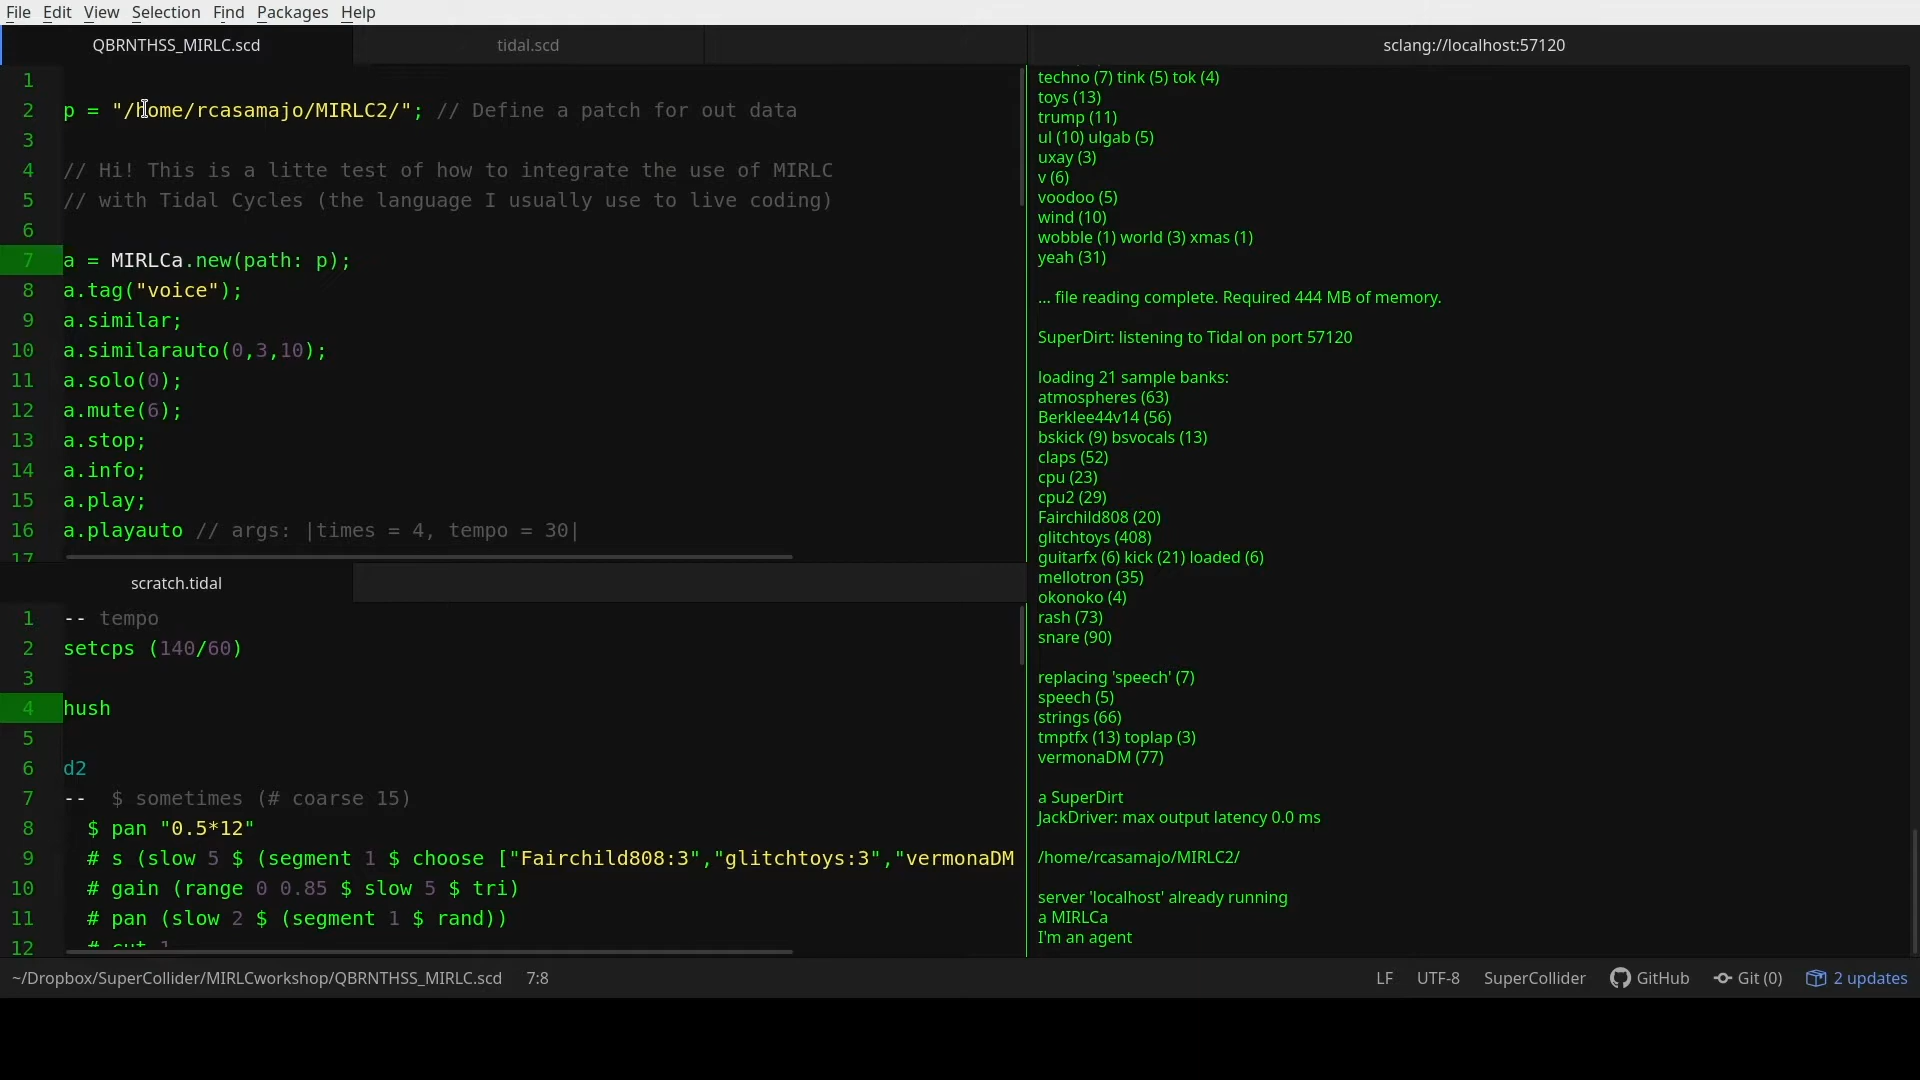 File Edit View Selection Find Packages Help
QBRNTHSS_MIRLC.scd
tidal.scd
sclang://localhost:57120
1
2 p = "/home/rcasamajo/MIRLC2/"; // Define a patch for out data
3
4 // Hi! This is a litte test of how to integrate the use of MIRLC
5 // with Tidal Cycles (the language I usually use to live coding)
6
7 a = MIRLCa.new(path: p);
8 a.tag("voice");
9 a.similar;
10 a.similarauto(0,3,10);
11 a.solo(0);
12 a.mute(6);
13 a.stop;
14 a.info;
15 a.play;
16 a.playauto // args: |times = 4, tempo = 30|
17
scratch.tidal
1 -- tempo
2 setcps (140/60)
3
4 hush
5
6 d2
7 --  $ sometimes (# coarse 15)
8   $ pan "0.5*12"
9   # s (slow 5 $ (segment 1 $ choose ["Fairchild808:3","glitchtoys:3","vermonaDM
10   # gain (range 0 0.85 $ slow 5 $ tri)
11   # pan (slow 2 $ (segment 1 $ rand))
12   # cut 1
techno (7) tink (5) tok (4)
toys (13)
trump (11)
ul (10) ulgab (5)
uxay (3)
v (6)
voodoo (5)
wind (10)
wobble (1) world (3) xmas (1)
yeah (31)
... file reading complete. Required 444 MB of memory.
SuperDirt: listening to Tidal on port 57120
loading 21 sample banks:
atmospheres (63)
Berklee44v14 (56)
bskick (9) bsvocals (13)
claps (52)
cpu (23)
cpu2 (29)
Fairchild808 (20)
glitchtoys (408)
guitarfx (6) kick (21) loaded (6)
mellotron (35)
okonoko (4)
rash (73)
snare (90)
replacing 'speech' (7)
speech (5)
strings (66)
tmptfx (13) toplap (3)
vermonaDM (77)
a SuperDirt
JackDriver: max output latency 0.0 ms
/home/rcasamajo/MIRLC2/
server 'localhost' already running
a MIRLCa
I'm an agent
~/Dropbox/SuperCollider/MIRLCworkshop/QBRNTHSS_MIRLC.scd 7:8 LF UTF-8 SuperCollider GitHub Git (0) 2 updates